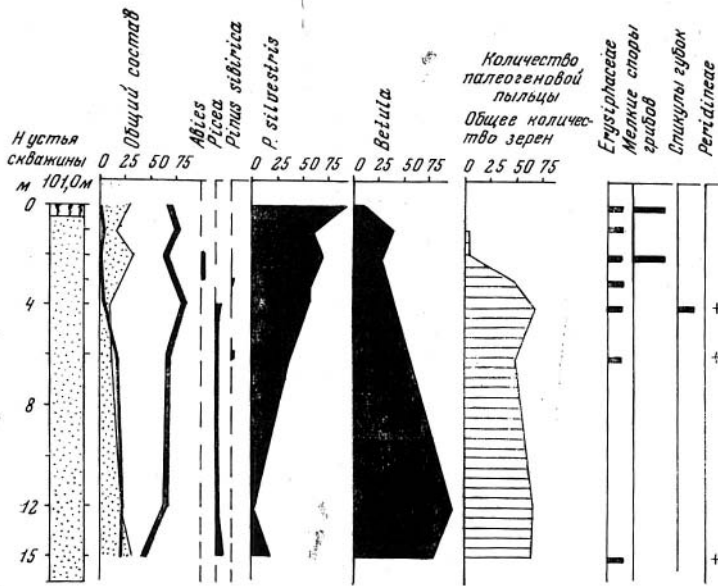 Н устья
скважины
м 101,0м
0
4
8
12
15
Общий состав
0 25 50 75
Abies
Picea
Pinus sibirica
P. silvestris
0 25 50 75
Betula
0 25 50 75
Количество
палеогеновой
пыльцы
Общее количес-
тво зерен
0 25 50 75
Erysiphaceae
Мелкие споры
грибов
Спикулы губок
Peridineae
+
+
+